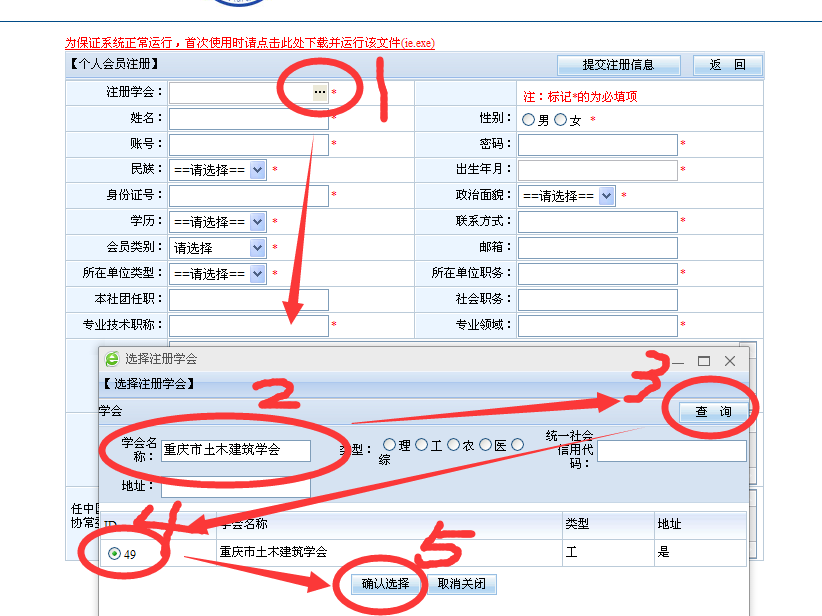 为保证系统正常运行，首次使用时请点击此处下载并运行该文件(ie.exe)
【个人会员注册】 提交注册信息 返 回
注册学会： ... * 注：标记*的为必填项
姓名： * 性别： 男 女 *
账号： * 密码： *
民族： ==请选择== * 出生年月： *
身份证号： * 政治面貌： ==请选择== *
学历： ==请选择== * 联系方式： *
会员类别： 请选择 * 邮箱：
所在单位类型： ==请选择== * 所在单位职务： *
本社团任职： 社会职务：
专业技术职称： * 专业领域： *
1
选择注册学会
【 选择注册学会】
学会
2
3
查 询
学会名称： 重庆市土木建筑学会 类型： 理 工 农 医 综 统一社会信用代码：
地址：
任中国
协常
4
ID 学会名称 类型 地址
49 重庆市土木建筑学会 工 是
5
确认选择 取消关闭